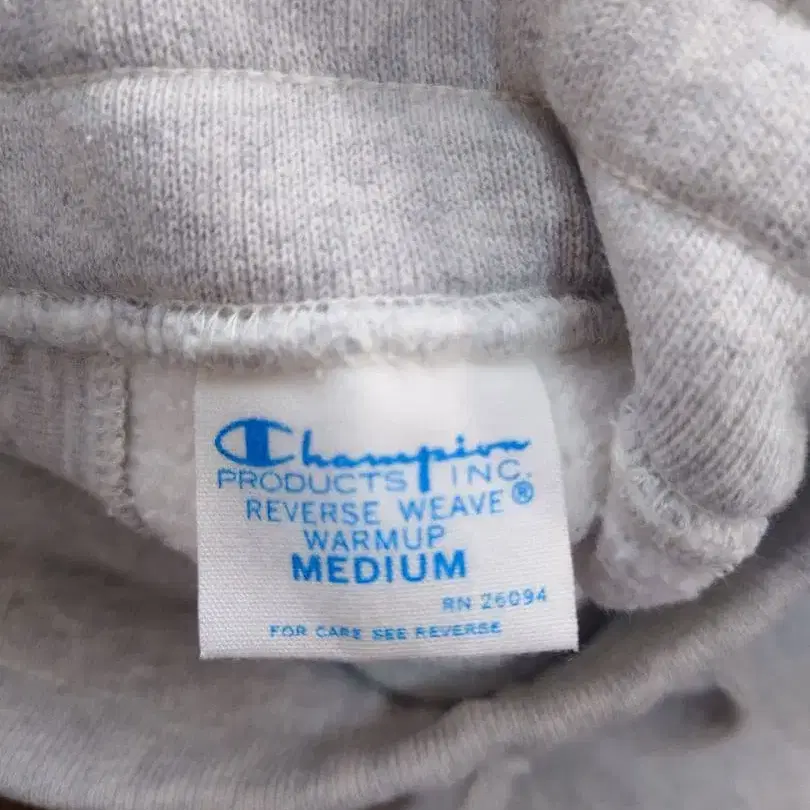 Champion
PRODUCTS INC.
REVERSE WEAVE®
WARMUP
MEDIUM
RN 26094
FOR CARE SEE REVERSE